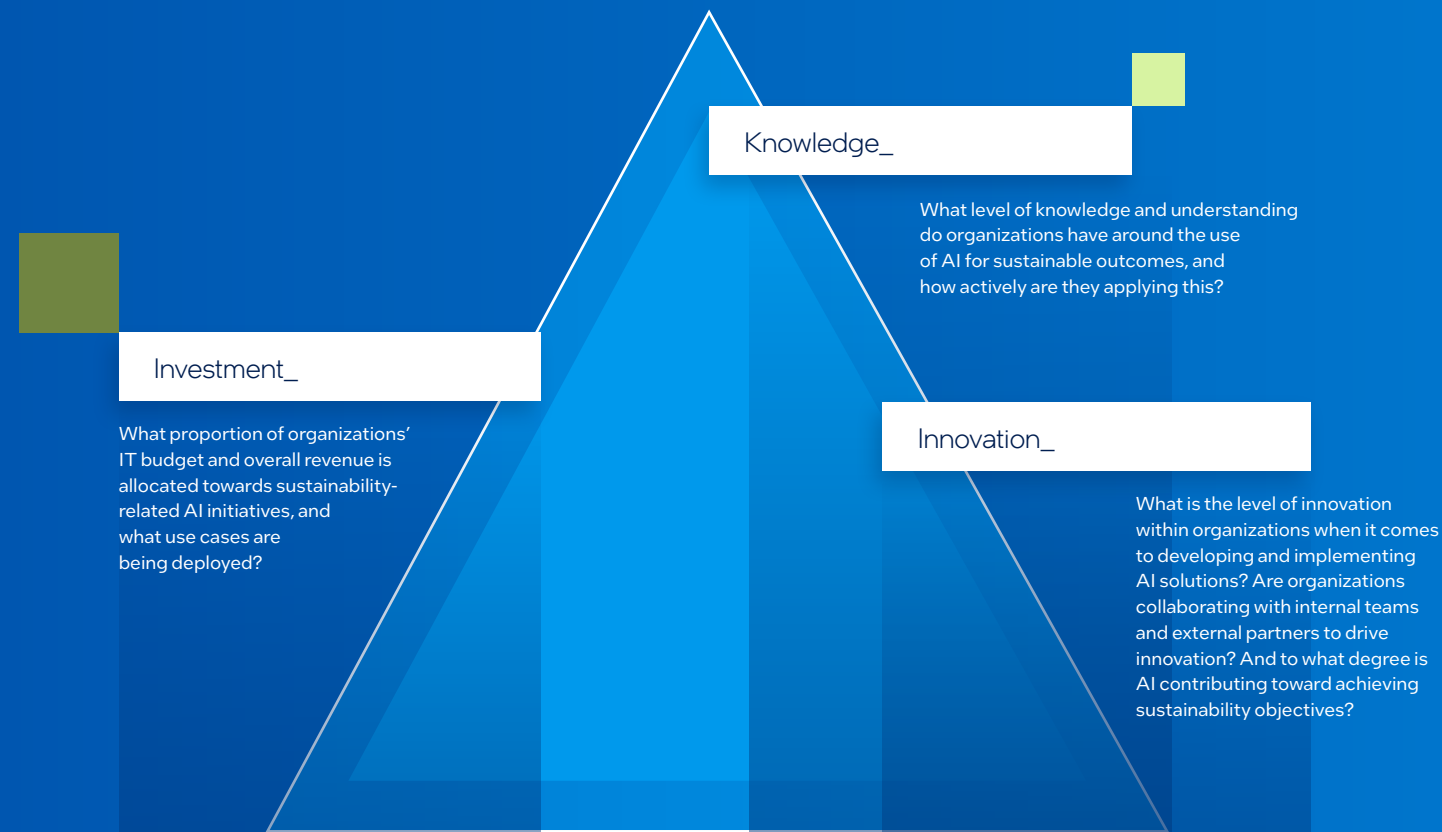 Knowledge_
What level of knowledge and understanding
do organizations have around the use
of AI for sustainable outcomes, and
how actively are they applying this?
Investment_
What proportion of organizations’
IT budget and overall revenue is
allocated towards sustainability-
related AI initiatives, and
what use cases are
being deployed?
Innovation_
What is the level of innovation
within organizations when it comes
to developing and implementing
AI solutions? Are organizations
collaborating with internal teams
and external partners to drive
innovation? And to what degree is
AI contributing toward achieving
sustainability objectives?